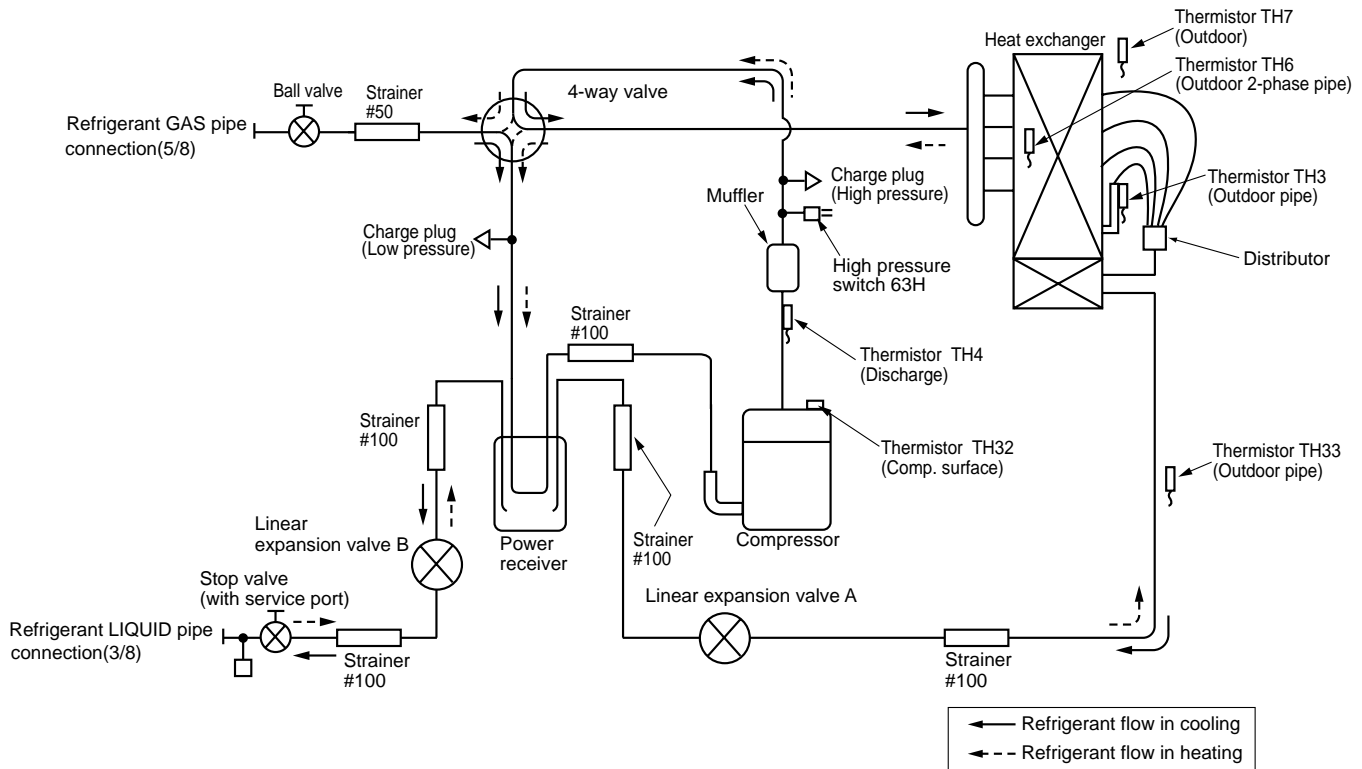 Thermistor TH7
(Outdoor)
Heat exchanger
Thermistor TH6
(Outdoor 2-phase pipe)
Ball valve
Strainer
#50
4-way valve
Refrigerant GAS pipe
connection(5/8)
Thermistor TH3
(Outdoor pipe)
Charge plug
(High pressure)
Muffler
Charge plug
(Low pressure)
High pressure
switch 63H
Distributor
Strainer
#100
Thermistor TH4
(Discharge)
Strainer
#100
Thermistor TH32
(Comp. surface)
Thermistor TH33
(Outdoor pipe)
Linear
expansion valve B
Power
receiver
Strainer
#100
Compressor
Stop valve
(with service port)
Linear expansion valve A
Refrigerant LIQUID pipe
connection(3/8)
Strainer
#100
Strainer
#100
Refrigerant flow in cooling
Refrigerant flow in heating